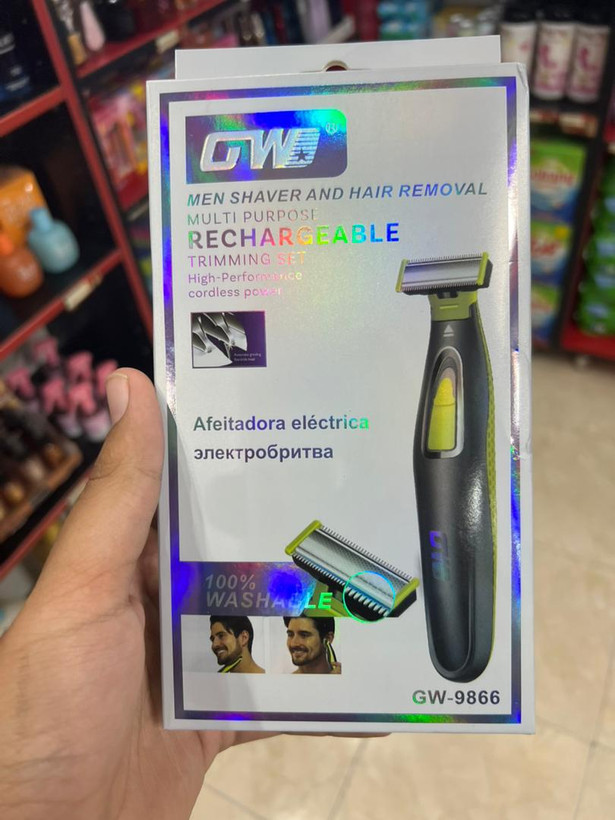 GW®
MEN SHAVER AND HAIR REMOVAL
MULTI PURPOSE
RECHARGEABLE
TRIMMING SET
High-Performance
cordless power
Afeitadora eléctrica
электробритва
100%
WASHABLE
GW-9866